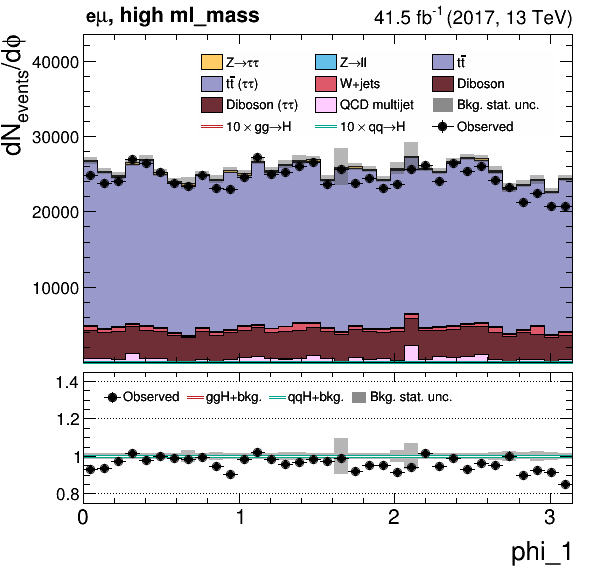 eμ, high ml_mass 41.5 fb⁻¹ (2017, 13 TeV)
dN_events/dϕ
40000
30000
20000
10000
Z→ττ Z→ll tt̄
tt̄ (ττ) W+jets Diboson
Diboson (ττ) QCD multijet Bkg. stat. unc.
10 × gg→H 10 × qq→H Observed
1.4
1.2
1
0.8
Observed ggH+bkg. qqH+bkg. Bkg. stat. unc.
0 1 2 3
phi_1